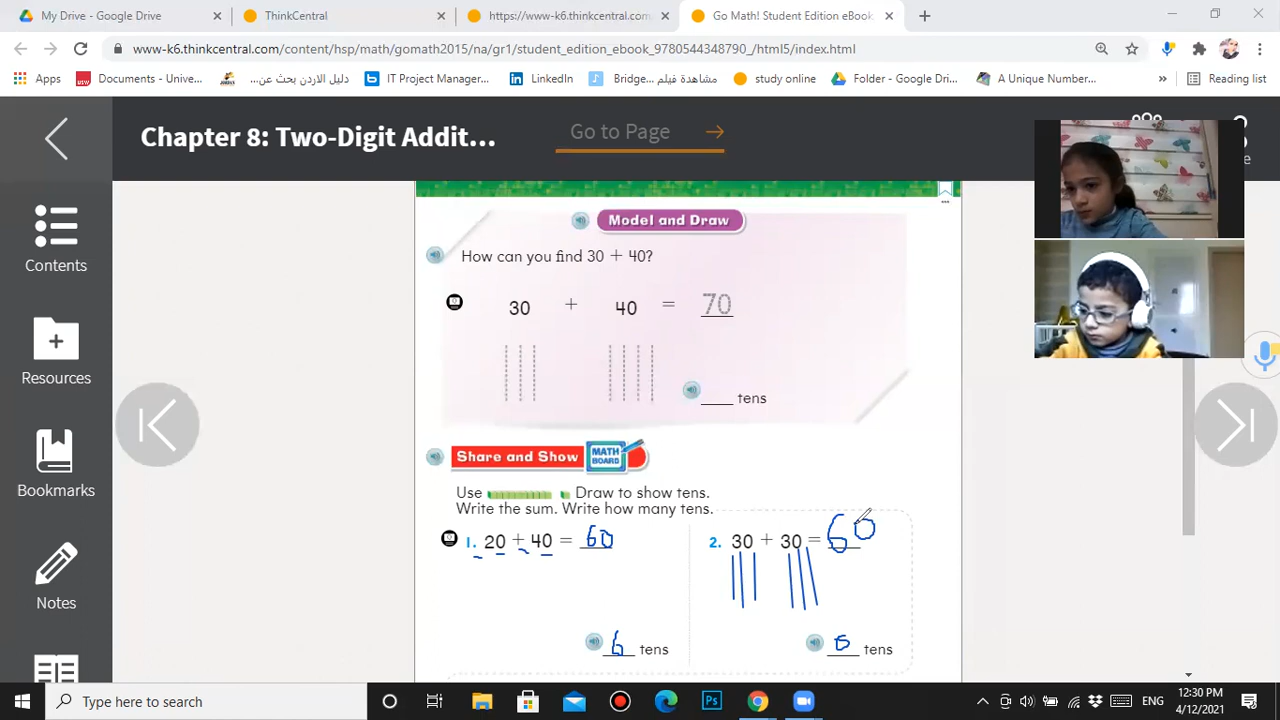 My Drive - Google Drive
ThinkCentral
https://www-k6.thinkcentral.com/
Go Math! Student Edition eBook
www-k6.thinkcentral.com/content/hsp/math/gomath2015/na/gr1/student_edition_ebook_9780544348790_/html5/index.html
Apps
Documents - Unive...
دليل الاردن بحث عن...
IT Project Manager...
LinkedIn
Bridge... مشاهدة فيلم
study online
Folder - Google Dri...
A Unique Number...
»
Reading list
Chapter 8: Two-Digit Addit...
Go to Page
Contents
Resources
Bookmarks
Notes
Model and Draw
How can you find 30 + 40?
30 + 40 = 70
____ tens
Share and Show MATH BOARD
Use Draw to show tens.
Write the sum. Write how many tens.
1. 20 + 40 = 60
6 tens
2. 30 + 30 = 60
6 tens
Type here to search
Ps
ENG
12:30 PM
4/12/2021